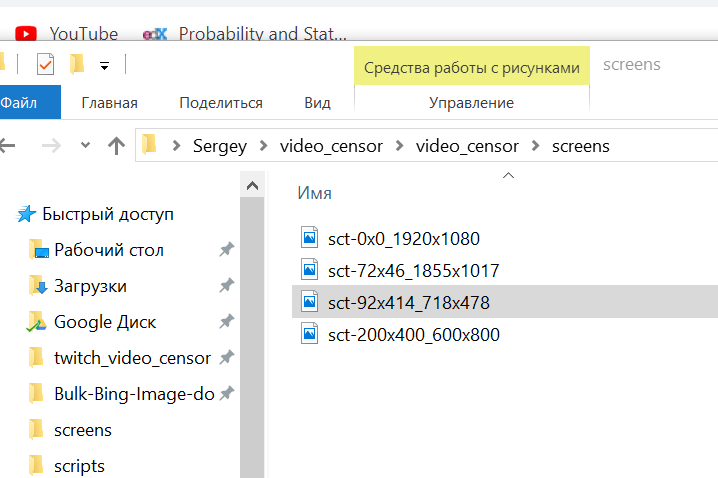 YouTube edX Probability and Stat...
Средства работы с рисунками screens
Файл Главная Поделиться Вид Управление
Sergey video_censor video_censor screens
Имя
Быстрый доступ
Рабочий стол
Загрузки
Google Диск
twitch_video_censor
Bulk-Bing-Image-do
screens
scripts
sct-0x0_1920x1080
sct-72x46_1855x1017
sct-92x414_718x478
sct-200x400_600x800